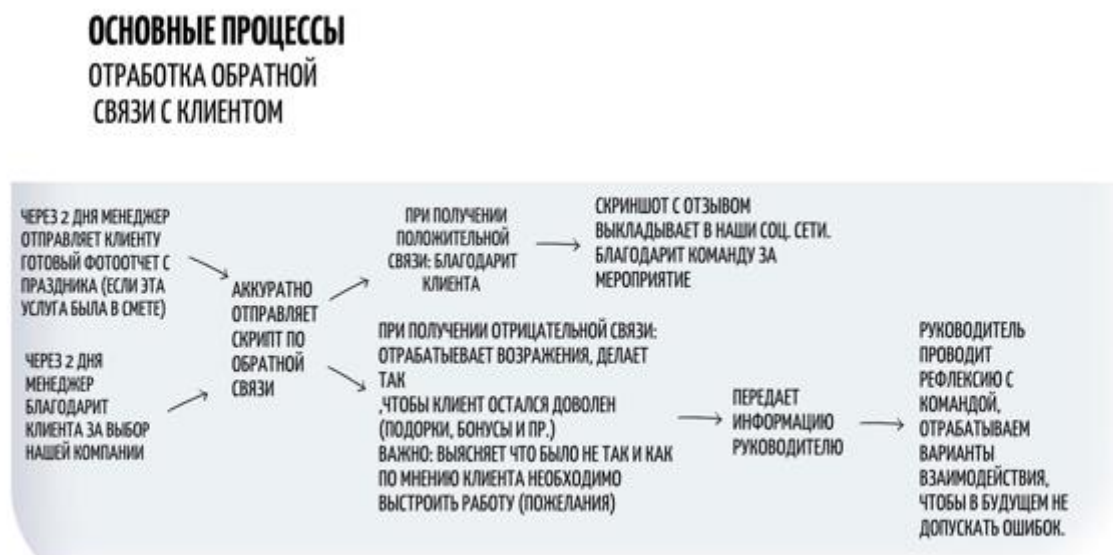 ОСНОВНЫЕ ПРОЦЕССЫ
ОТРАБОТКА ОБРАТНОЙ
СВЯЗИ С КЛИЕНТОМ
ЧЕРЕЗ 2 ДНЯ МЕНЕДЖЕР
ОТПРАВЛЯЕТ КЛИЕНТУ
ГОТОВЫЙ ФОТООТЧЕТ С
ПРАЗДНИКА (ЕСЛИ ЭТА
УСЛУГА БЫЛА В СМЕТЕ)
ЧЕРЕЗ 2 ДНЯ
МЕНЕДЖЕР
БЛАГОДАРИТ
КЛИЕНТА ЗА ВЫБОР
НАШЕЙ КОМПАНИИ
АККУРАТНО
ОТПРАВЛЯЕТ
СКРИПТ ПО
ОБРАТНОЙ
СВЯЗИ
ПРИ ПОЛУЧЕНИИ
ПОЛОЖИТЕЛЬНОЙ
СВЯЗИ: БЛАГОДАРИТ
КЛИЕНТА
СКРИНШОТ С ОТЗЫВОМ
ВЫКЛАДЫВАЕТ В НАШИ СОЦ. СЕТИ.
БЛАГОДАРИТ КОМАНДУ ЗА
МЕРОПРИЯТИЕ
ПРИ ПОЛУЧЕНИИ ОТРИЦАТЕЛЬНОЙ СВЯЗИ:
ОТРАБАТЫЕВАЕТ ВОЗРАЖЕНИЯ, ДЕЛАЕТ
ТАК
,ЧТОБЫ КЛИЕНТ ОСТАЛСЯ ДОВОЛЕН
(ПОДОРКИ, БОНУСЫ И ПР.)
ВАЖНО: ВЫЯСНЯЕТ ЧТО БЫЛО НЕ ТАК И КАК
ПО МНЕНИЮ КЛИЕНТА НЕОБХОДИМО
ВЫСТРОИТЬ РАБОТУ (ПОЖЕЛАНИЯ)
ПЕРЕДАЕТ
ИНФОРМАЦИЮ
РУКОВОДИТЕЛЮ
РУКОВОДИТЕЛЬ
ПРОВОДИТ
РЕФЛЕКСИЮ С
КОМАНДОЙ,
ОТРАБАТЫВАЕМ
ВАРИАНТЫ
ВЗАИМОДЕЙСТВИЯ,
ЧТОБЫ В БУДУЩЕМ НЕ
ДОПУСКАТЬ ОШИБОК.